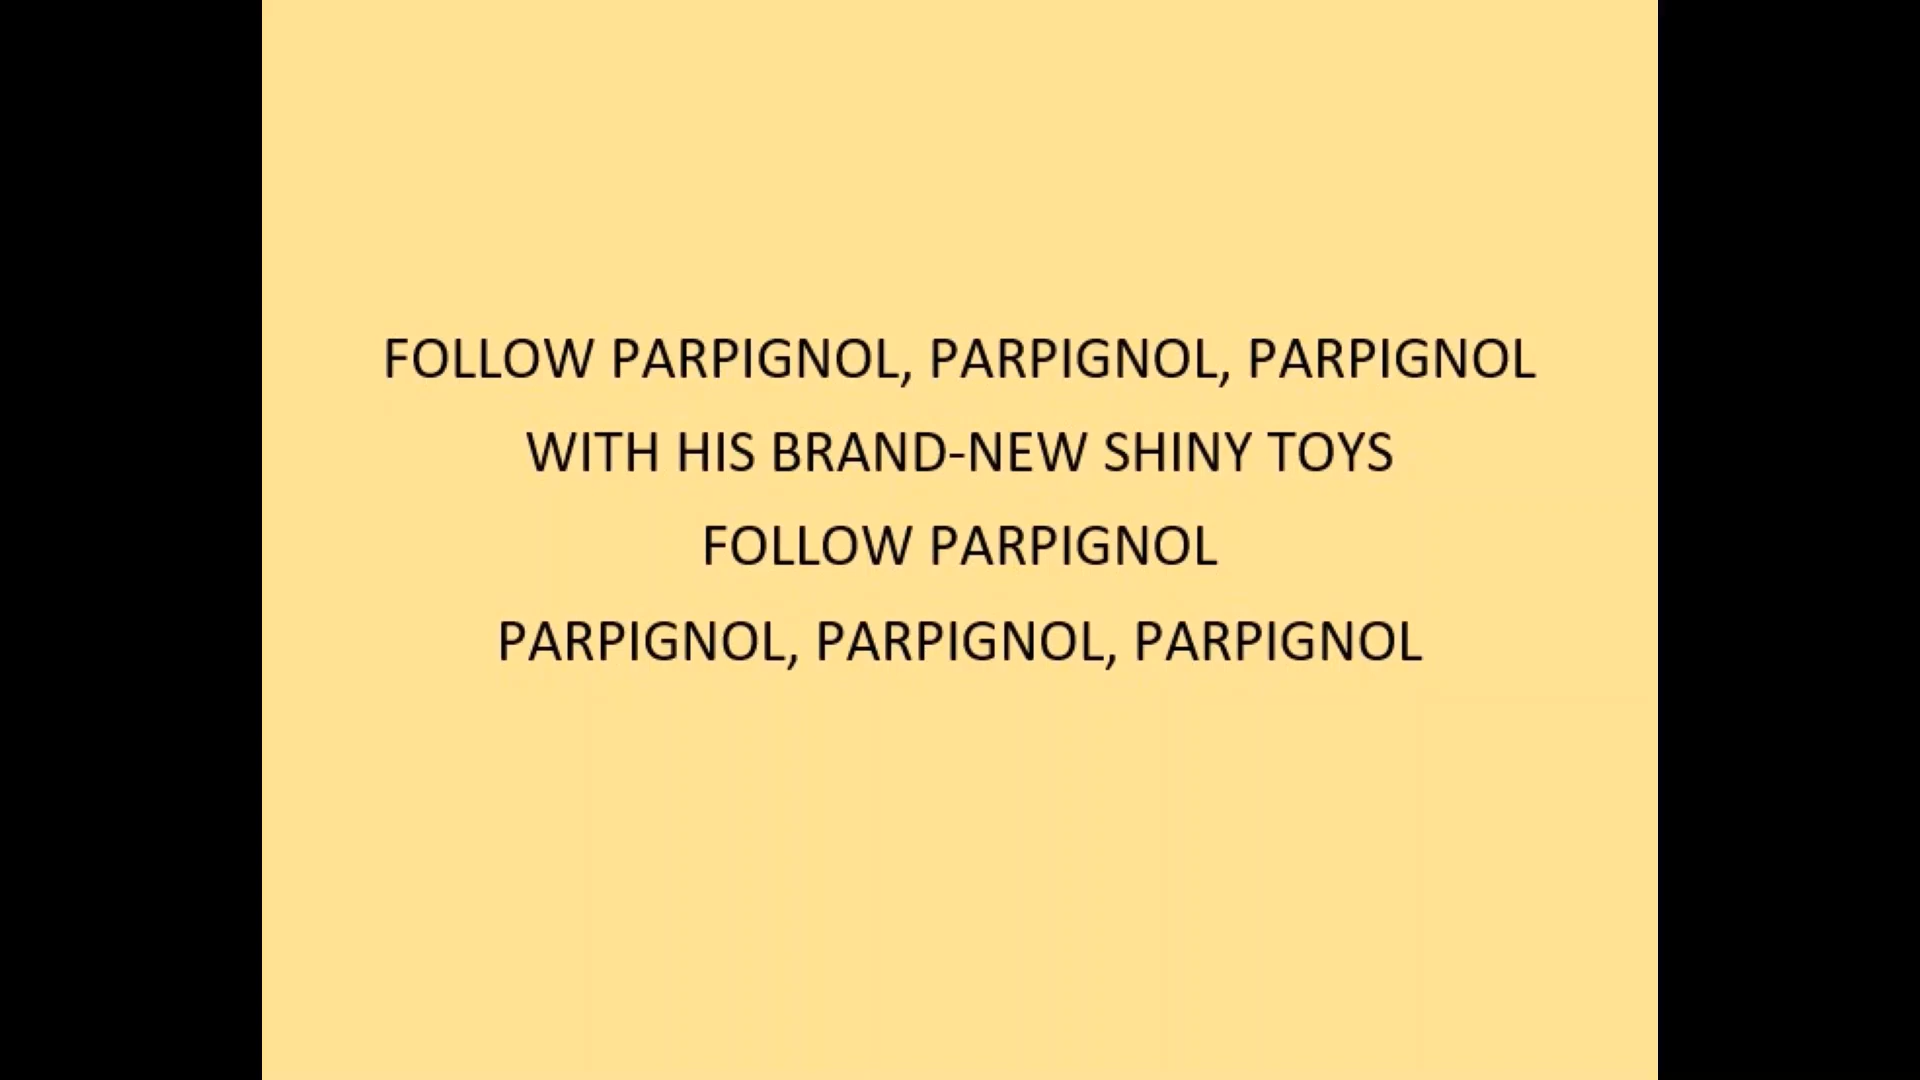 FOLLOW PARPIGNOL, PARPIGNOL, PARPIGNOL
WITH HIS BRAND-NEW SHINY TOYS
FOLLOW PARPIGNOL
PARPIGNOL, PARPIGNOL, PARPIGNOL